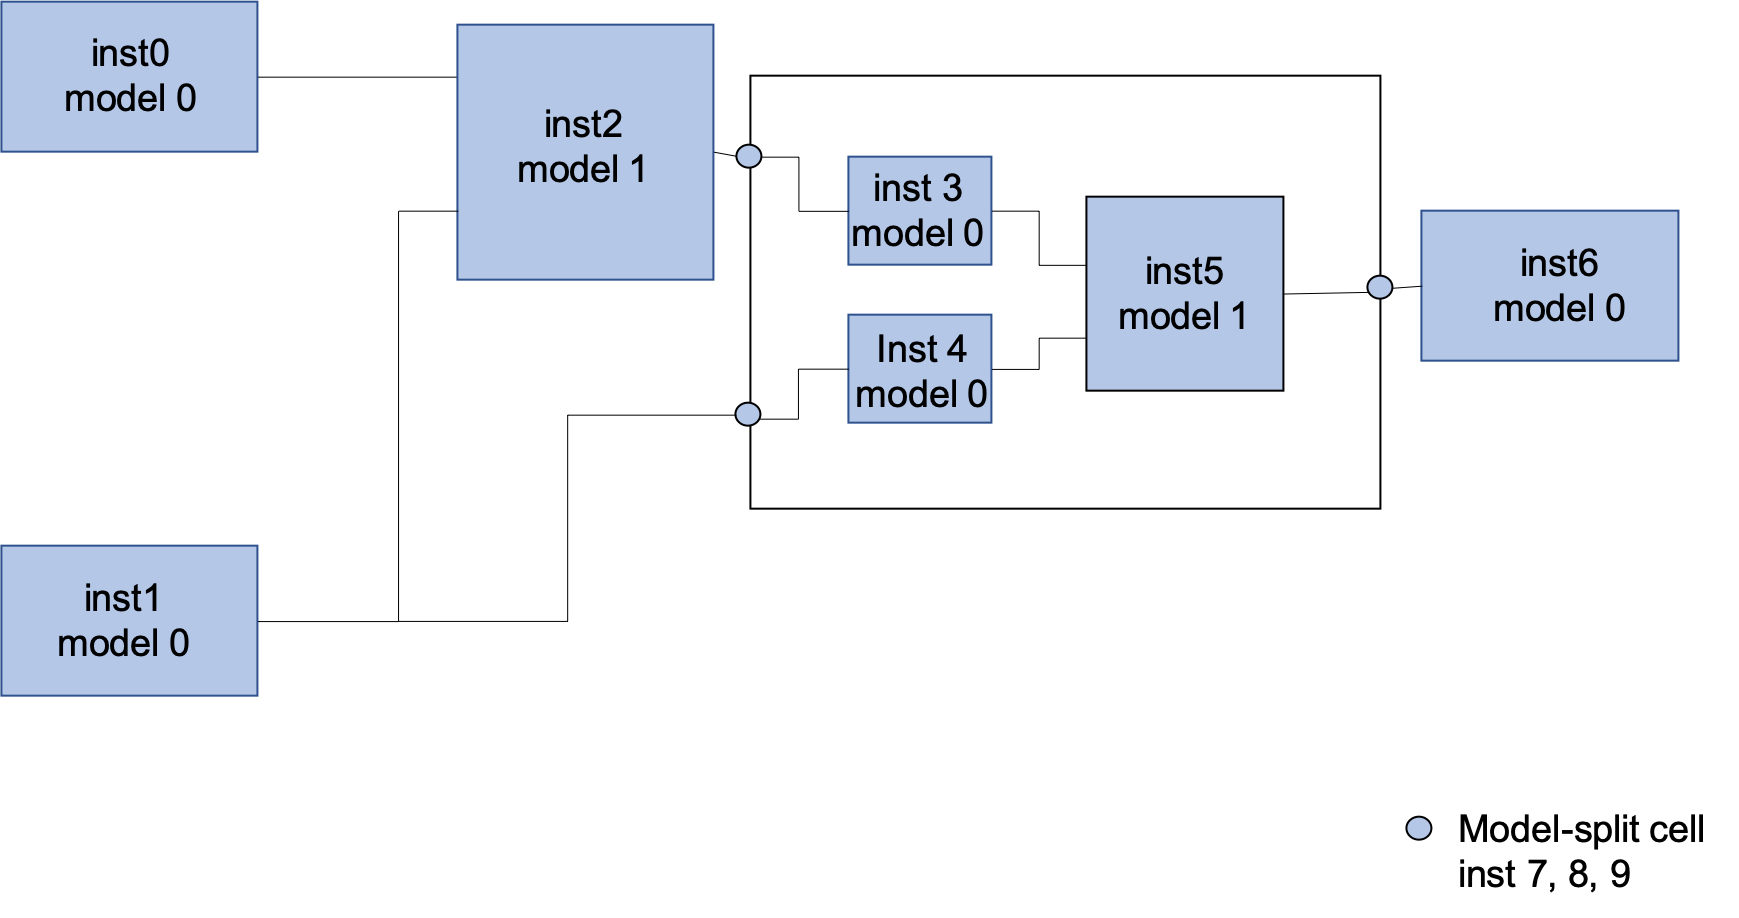 inst0
model 0
inst2
model 1
inst 3
model 0
inst5
model 1
inst6
model 0
Inst 4
model 0
inst1
model 0
Model-split cell
inst 7, 8, 9